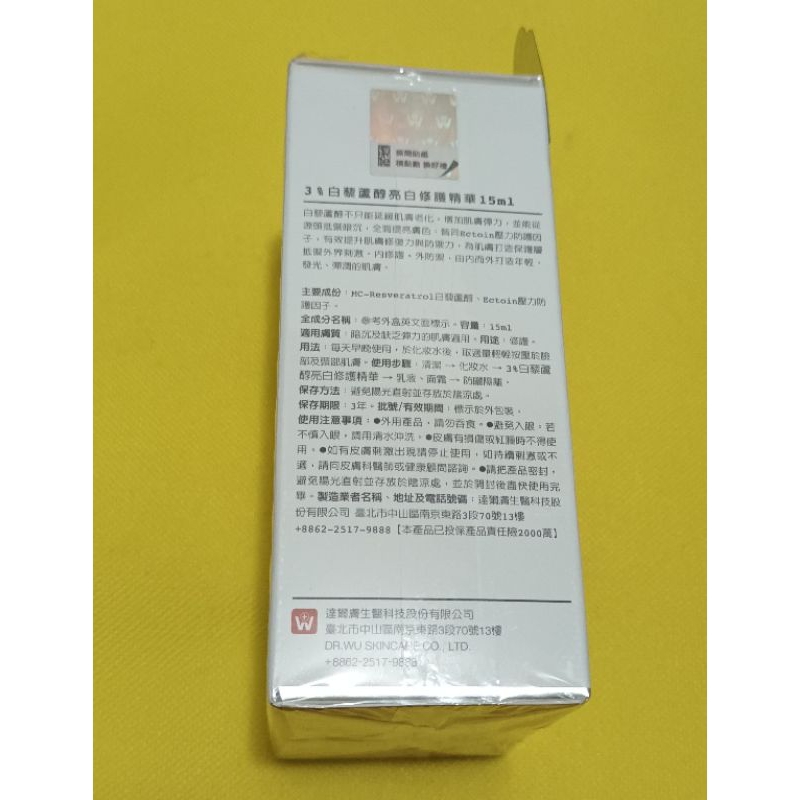 撕開貼紙
積點數 換好禮
3%白藜蘆醇亮白修護精華15ml
白藜蘆醇不只能延緩肌膚老化，增加肌膚彈力，並能從
源頭低黯緻沉，全臉提亮膚色。皆具Ectoin壓力防護因
子，有效提升肌膚修復力與防禦力，為肌膚打造保護層
抵禦外界刺激。內修護、外防禦，由內而外打造年輕、
發光、彈潤的肌膚。
主要成份：MC-Resveratrol白藜蘆醇、Ectoin壓力防
護因子。
全成分名稱：參考外盒英文面標示。容量：15ml
適用膚質：暗沉及缺乏彈力的肌膚適用。用途：修護。
用法：每天早晚使用，於化妝水後，取適量輕輕按壓於臉
部及頸部肌膚。使用步驟：清潔 → 化妝水 → 3%白藜蘆
醇亮白修護精華 → 乳液、面霜 → 防曬隔離。
保存方法：避免陽光直射並存放於陰涼處。
保存期限：3年。批號/有效期間：標示於外包裝。
使用注意事項：●外用產品，請勿吞食。●避免入眼；若
不慎入眼，請用清水沖洗。●皮膚有損傷或紅腫時不得使
用。●如有皮膚刺激出現請停止使用，如持續刺激或不
適，請向皮膚科醫師或健康顧問諮詢。●請把產品密封，
避免陽光直射並存放於陰涼處，並於開封後盡快使用完
畢。製造業者名稱、地址及電話號碼：達爾膚生醫科技股
份有限公司 臺北市中山區南京東路3段70號13樓
+8862-2517-9888【本產品已投保產品責任險2000萬】
W
達爾膚生醫科技股份有限公司
臺北市中山區南京東路3段70號13樓
DR.WU SKINCARE CO., LTD.
+8862-2517-9888